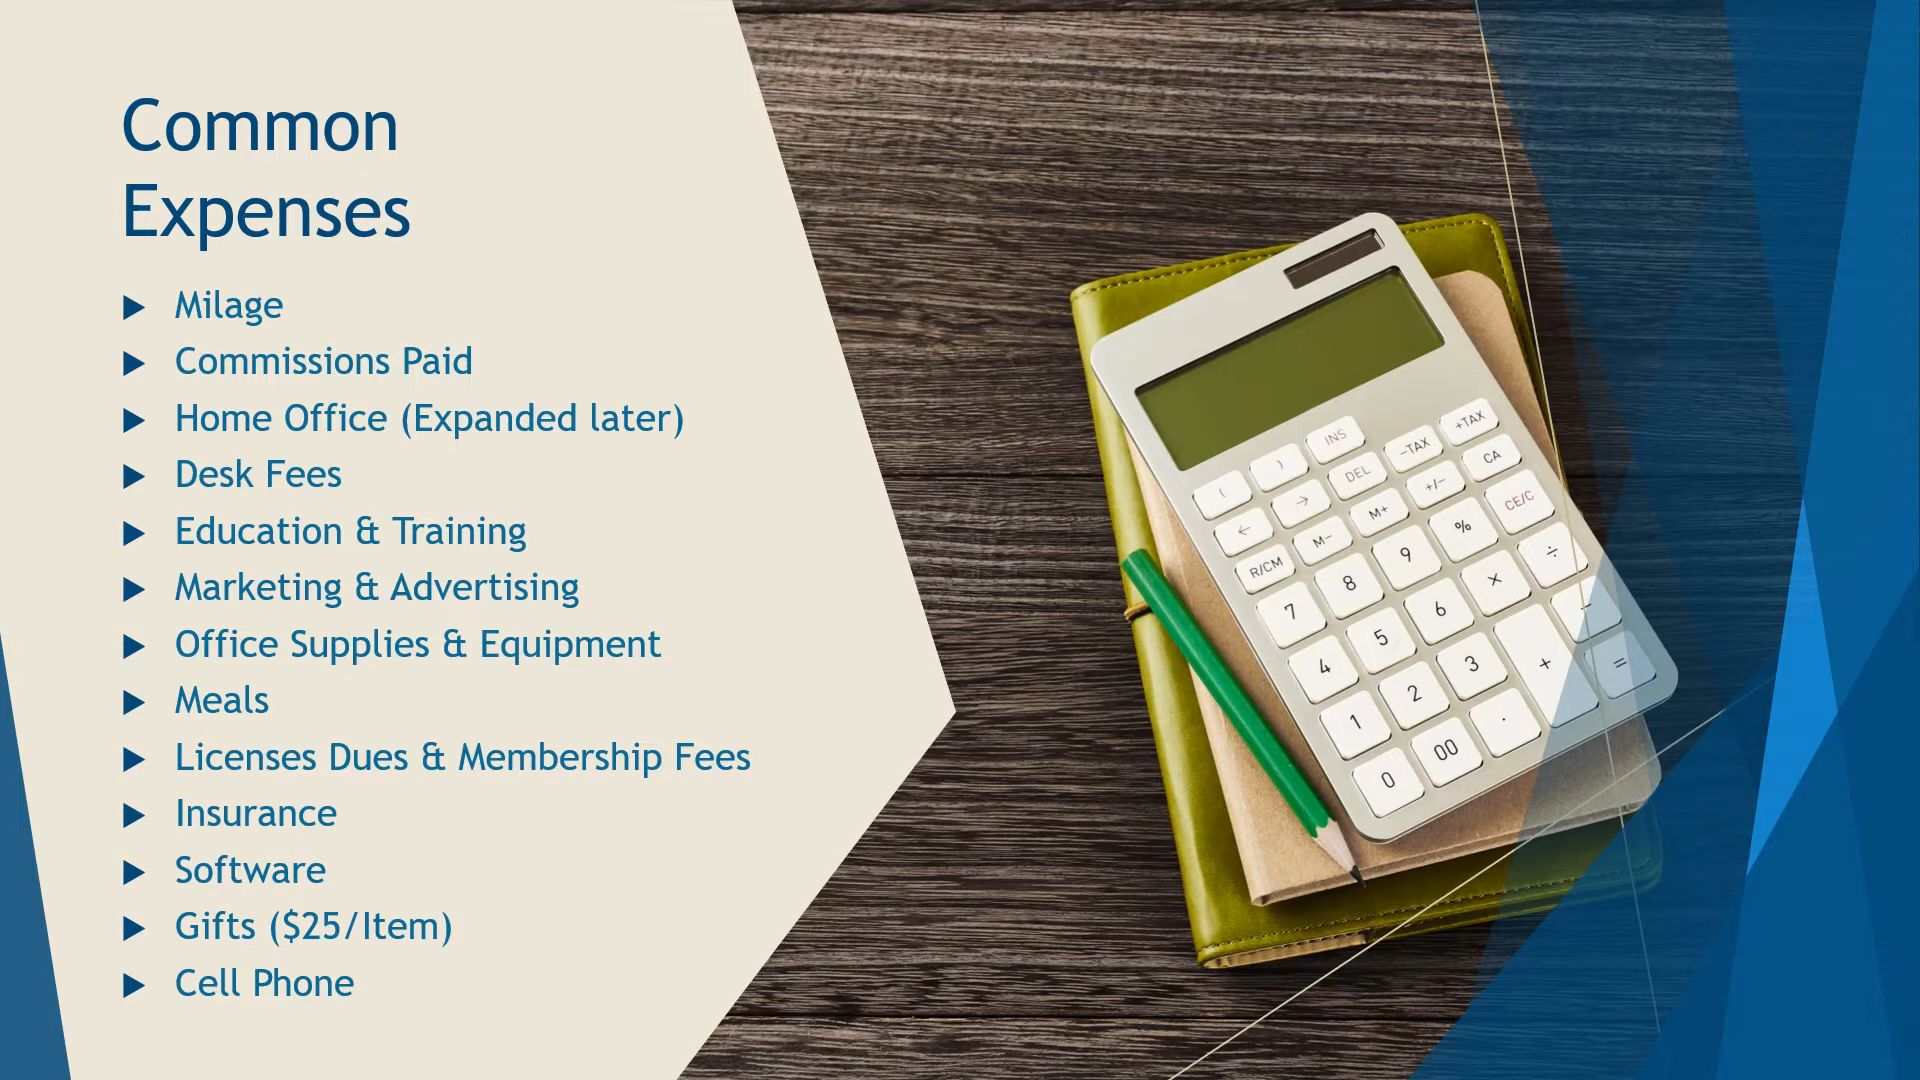 Common
Expenses
Milage
Commissions Paid
Home Office (Expanded later)
Desk Fees
Education & Training
Marketing & Advertising
Office Supplies & Equipment
Meals
Licenses Dues & Membership Fees
Insurance
Software
Gifts ($25/Item)
Cell Phone
( ) INS −TAX +TAX
← → DEL +/− CA
R/CM M− M+ % CE/C
7 8 9 × ÷
4 5 6 + −
1 2 3 =
0 00 .